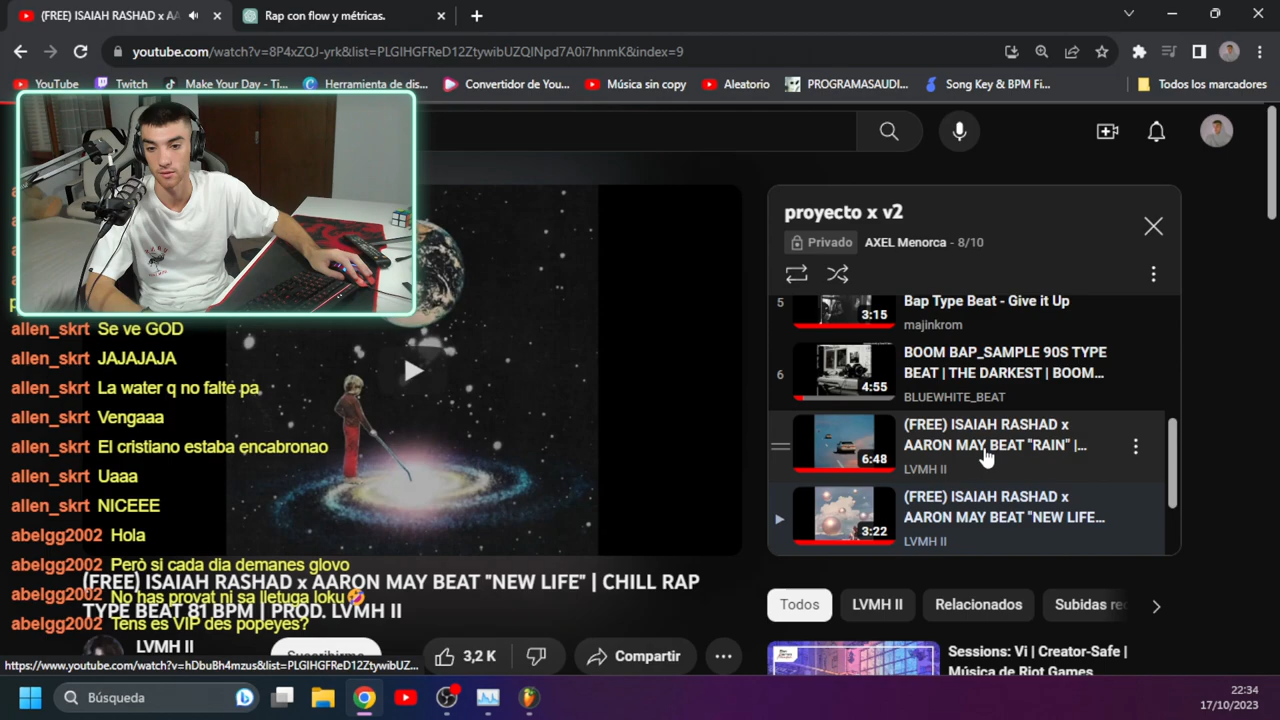 (FREE) ISAIAH RASHAD x AA
Rap con flow y métricas.
youtube.com/watch?v=8P4xZQJ-yrk&list=PLGIHGFReD12ZtywibUZQINpd7A0i7hnmK&index=9
YouTube
Twitch
Make Your Day - Ti...
Herramienta de dis...
Convertidor de You...
Música sin copy
Aleatorio
PROGRAMASAUDI...
Song Key & BPM Fi...
Todos los marcadores
proyecto x v2
Privado
AXEL Menorca - 8/10
5
3:15
Bap Type Beat - Give it Up
majinkrom
6
4:55
BOOM BAP_SAMPLE 90S TYPE
BEAT | THE DARKEST | BOOM...
BLUEWHITE_BEAT
6:48
(FREE) ISAIAH RASHAD x
AARON MAY BEAT "RAIN" |...
LVMH II
3:22
(FREE) ISAIAH RASHAD x
AARON MAY BEAT "NEW LIFE...
LVMH II
allen_skrt Se ve GOD
allen_skrt JAJAJAJA
allen_skrt La water q no falte pa
allen_skrt Vengaaa
allen_skrt El cristiano estaba encabronao
allen_skrt Uaaa
allen_skrt NICEEE
abelgg2002 Hola
abelgg2002 Però si cada dia demanes glovo
abelgg2002 No has provat ni sa lletuga loku🤣
abelgg2002 Tens es VIP des popeyes?
(FREE) ISAIAH RASHAD x AARON MAY BEAT "NEW LIFE" | CHILL RAP
TYPE BEAT 81 BPM | PROD. LVMH II
LVMH II
Suscribirme
3,2 K
Compartir
Todos
LVMH II
Relacionados
Subidas rec
Sessions: Vi | Creator-Safe |
Música de Riot Games
https://www.youtube.com/watch?v=hDbuBh4mzus&list=PLGIHGFReD12ZtywibUZ...
Búsqueda
22:34
17/10/2023